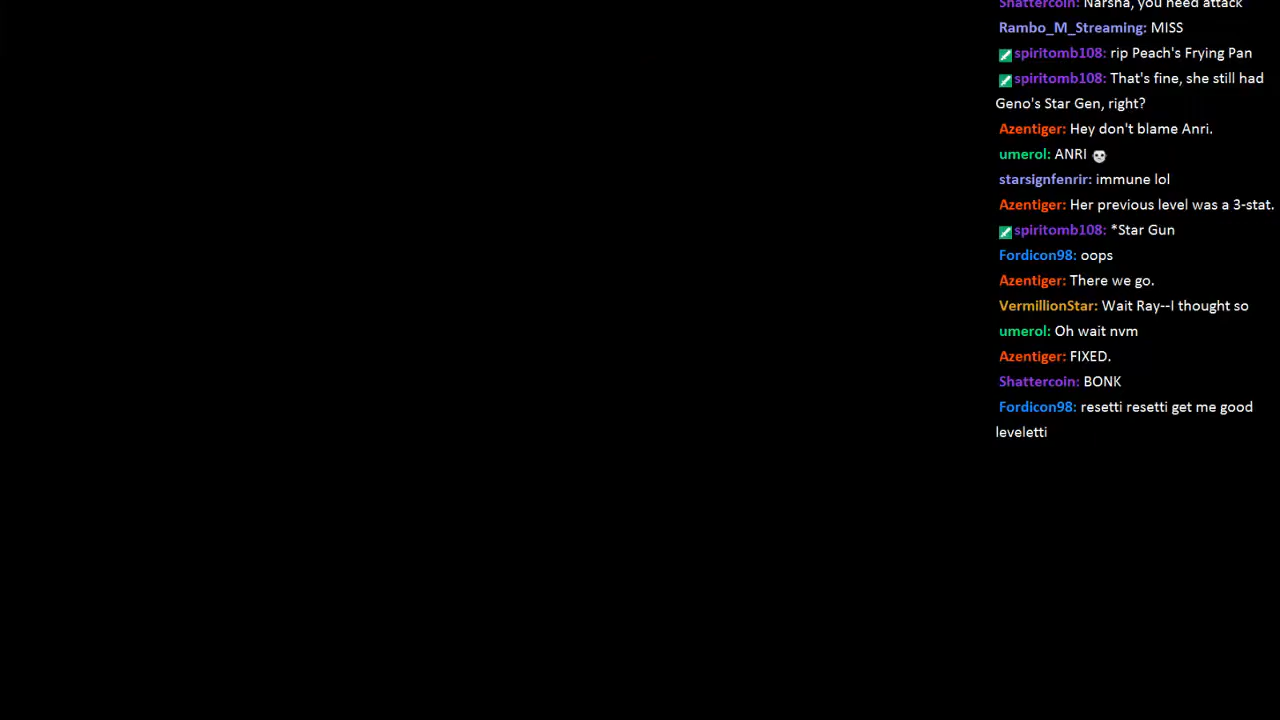 Shattercoin: Narsha, you need attack
Rambo_M_Streaming: MISS
spiritomb108: rip Peach's Frying Pan
spiritomb108: That's fine, she still had
Geno's Star Gen, right?
Azentiger: Hey don't blame Anri.
umerol: ANRI
starsignfenrir: immune lol
Azentiger: Her previous level was a 3-stat.
spiritomb108: *Star Gun
Fordicon98: oops
Azentiger: There we go.
VermillionStar: Wait Ray--I thought so
umerol: Oh wait nvm
Azentiger: FIXED.
Shattercoin: BONK
Fordicon98: resetti resetti get me good
leveletti